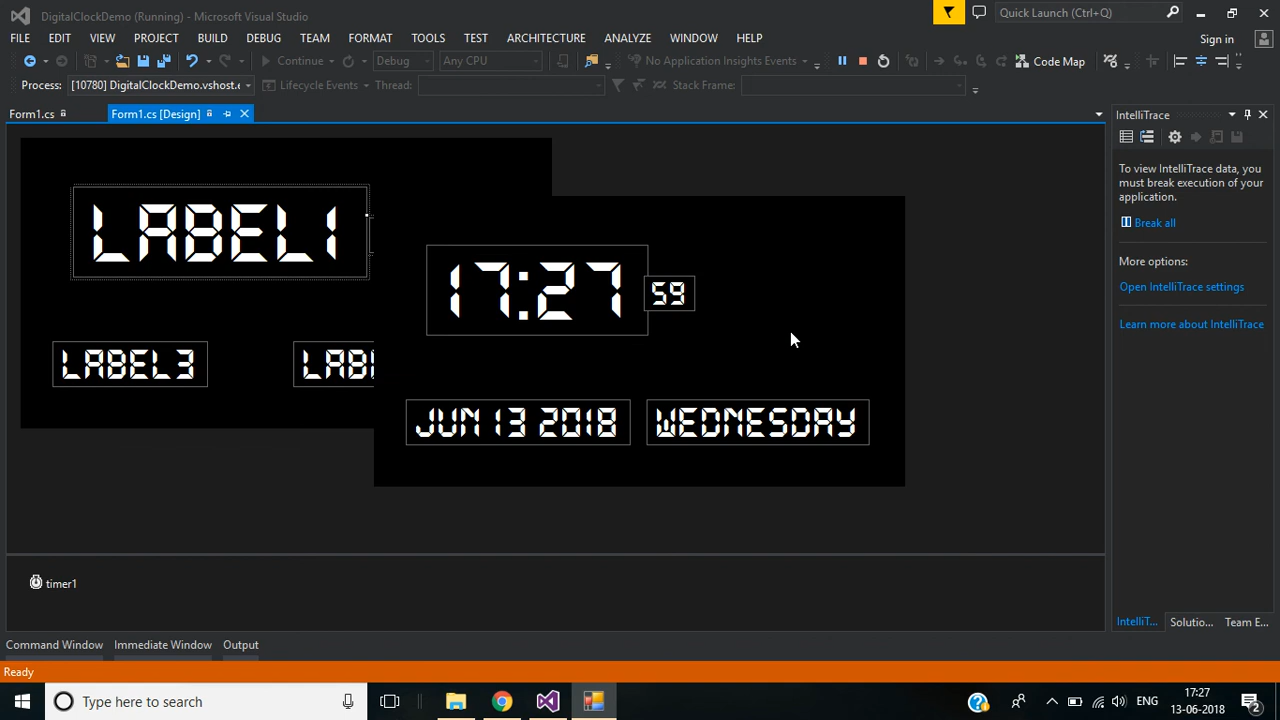 DigitalClockDemo (Running) - Microsoft Visual Studio
Quick Launch (Ctrl+Q)
FILE EDIT VIEW PROJECT BUILD DEBUG TEAM FORMAT TOOLS TEST ARCHITECTURE ANALYZE WINDOW HELP
Sign in
Continue Debug Any CPU No Application Insights Events Code Map
Process: [10780] DigitalClockDemo.vshost.e Lifecycle Events Thread: Stack Frame:
Form1.cs Form1.cs [Design]
IntelliTrace
To view IntelliTrace data, you
must break execution of your
application.
Break all
More options:
Open IntelliTrace settings
Learn more about IntelliTrace
LABEL1
17:27 59
LABEL3 LAB
JUN 13 2018 WEDNESDAY
timer1
IntelliT... Solutio... Team E...
Command Window Immediate Window Output
Ready
Type here to search
ENG
17:27
13-06-2018
2